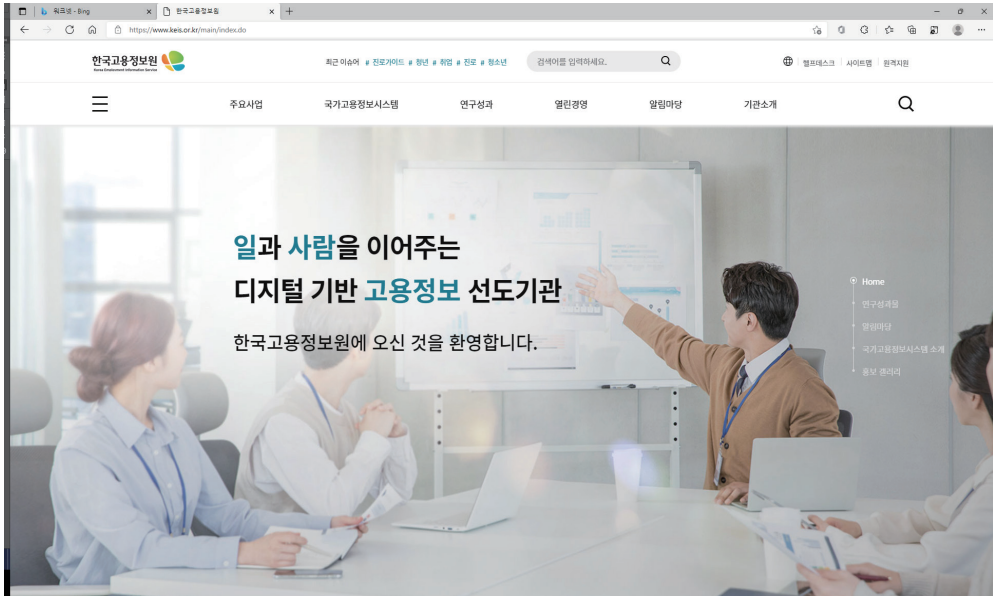 워크넷 - Bing
한국고용정보원
https://www.keis.or.kr/main/index.do
한국고용정보원
Korea Employment Information Service
최근 이슈어 # 진로가이드 # 청년 # 취업 # 진로 # 청소년
검색어를 입력하세요.
헬프데스크 사이트맵 원격지원
주요사업 국가고용정보시스템 연구성과 열린경영 알림마당 기관소개
일과 사람을 이어주는
디지털 기반 고용정보 선도기관
한국고용정보원에 오신 것을 환영합니다.
Home
연구성과물
알림마당
국가고용정보시스템 소개
홍보 갤러리